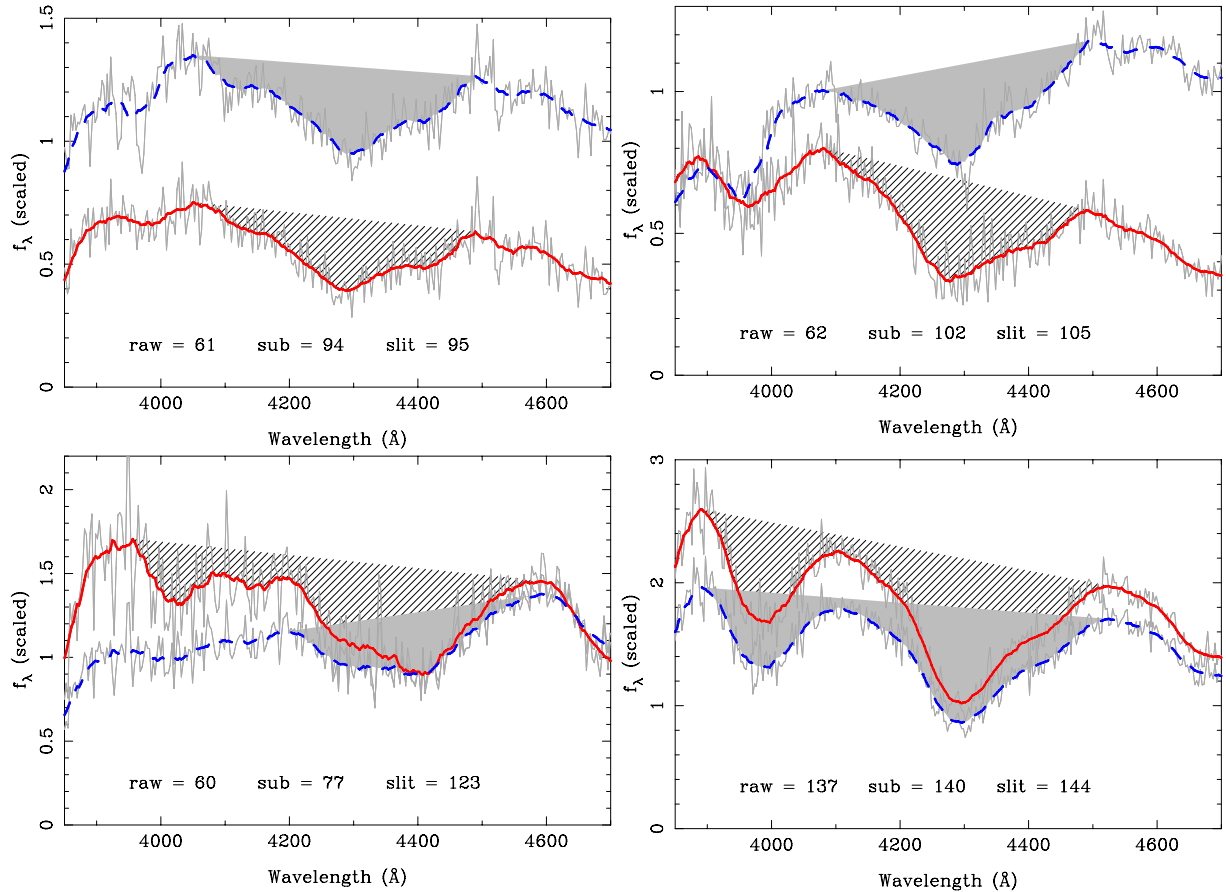 1.5
1
0.5
0
f_λ (scaled)
raw = 61 sub = 94 slit = 95
4000 4200 4400 4600
Wavelength (Å)
1
0.5
0
f_λ (scaled)
raw = 62 sub = 102 slit = 105
4000 4200 4400 4600
Wavelength (Å)
2
1.5
1
0.5
0
f_λ (scaled)
raw = 60 sub = 77 slit = 123
4000 4200 4400 4600
Wavelength (Å)
3
2
1
0
f_λ (scaled)
raw = 137 sub = 140 slit = 144
4000 4200 4400 4600
Wavelength (Å)